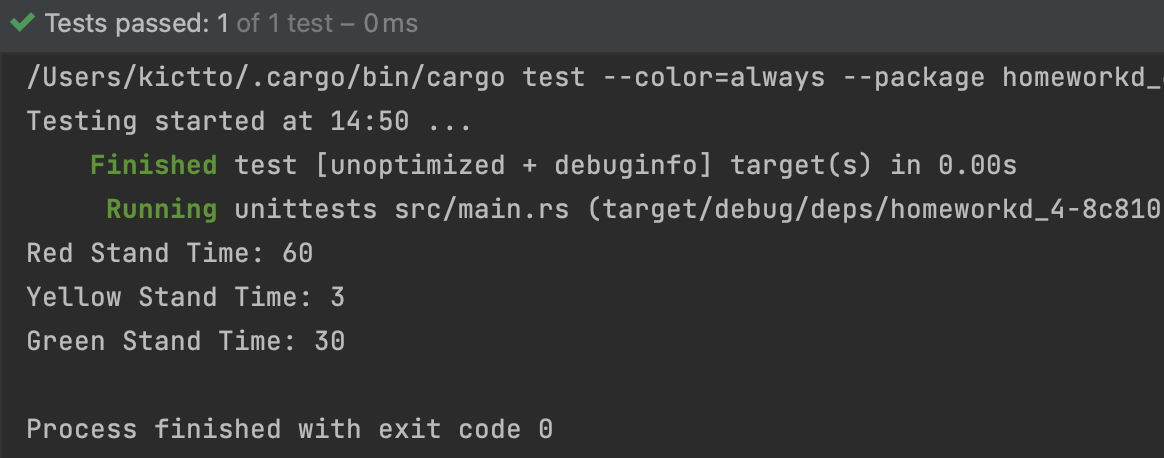 Tests passed: 1 of 1 test – 0 ms
/Users/kictto/.cargo/bin/cargo test --color=always --package homeworkd_
Testing started at 14:50 ...
Finished test [unoptimized + debuginfo] target(s) in 0.00s
Running unittests src/main.rs (target/debug/deps/homeworkd_4-8c810
Red Stand Time: 60
Yellow Stand Time: 3
Green Stand Time: 30
Process finished with exit code 0